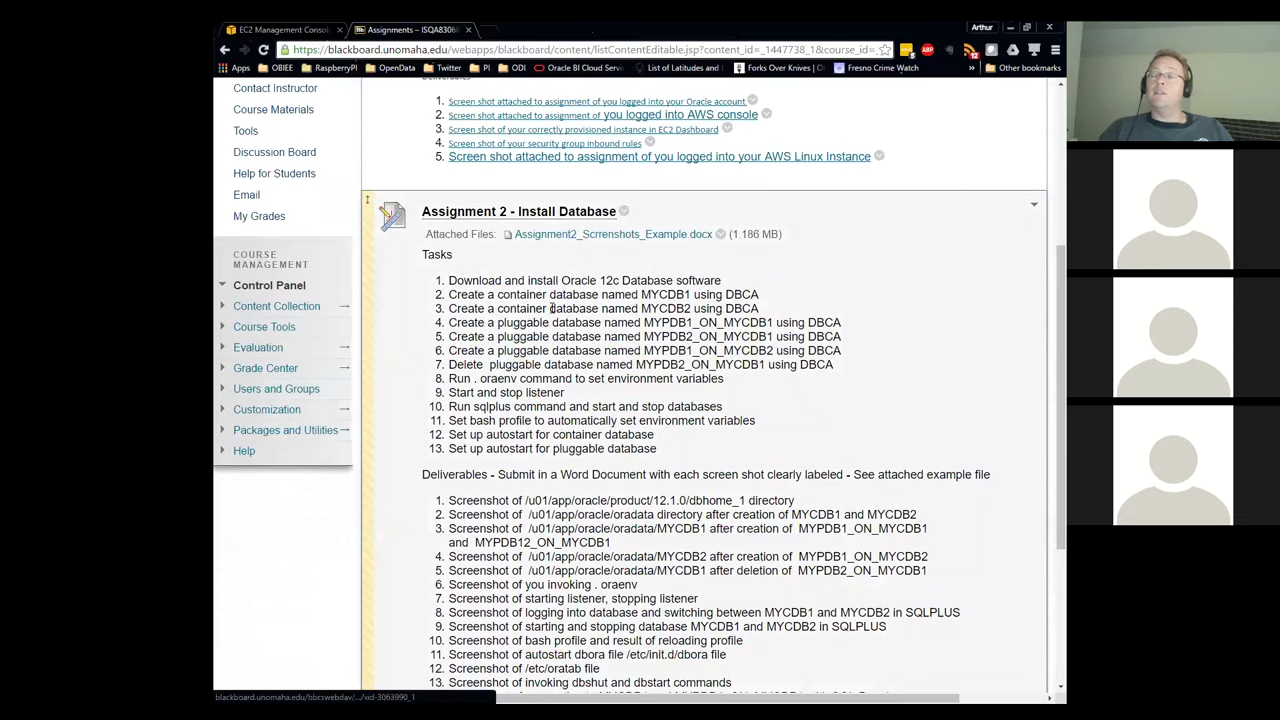 EC2 Management Consol
Assignments – ISQA8306
Arthur
https://blackboard.unomaha.edu/webapps/blackboard/content/listContentEditable.jsp?content_id=_1447738_1&course_id=
Apps
OBIEE
RaspberryPI
OpenData
Twitter
PI
ODI
Oracle BI Cloud Serv
List of Latitudes and L
Forks Over Knives
Fresno Crime Watch
»
Other bookmarks
Contact Instructor
Course Materials
Tools
Discussion Board
Help for Students
Email
My Grades
COURSE
MANAGEMENT
Control Panel
Content Collection
Course Tools
Evaluation
Grade Center
Users and Groups
Customization
Packages and Utilities
Help
Deliverables
1. Screen shot attached to assignment of you logged into your Oracle account
2. Screen shot attached to assignment of you logged into AWS console
3. Screen shot of your correctly provisioned instance in EC2 Dashboard
4. Screen shot of your security group inbound rules
5. Screen shot attached to assignment of you logged into your AWS Linux Instance
Assignment 2 - Install Database
Attached Files: Assignment2_Scrrenshots_Example.docx (1.186 MB)
Tasks
1. Download and install Oracle 12c Database software
2. Create a container database named MYCDB1 using DBCA
3. Create a container database named MYCDB2 using DBCA
4. Create a pluggable database named MYPDB1_ON_MYCDB1 using DBCA
5. Create a pluggable database named MYPDB2_ON_MYCDB1 using DBCA
6. Create a pluggable database named MYPDB1_ON_MYCDB2 using DBCA
7. Delete pluggable database named MYPDB2_ON_MYCDB1 using DBCA
8. Run . oraenv command to set environment variables
9. Start and stop listener
10. Run sqlplus command and start and stop databases
11. Set bash profile to automatically set environment variables
12. Set up autostart for container database
13. Set up autostart for pluggable database
Deliverables - Submit in a Word Document with each screen shot clearly labeled - See attached example file
1. Screenshot of /u01/app/oracle/product/12.1.0/dbhome_1 directory
2. Screenshot of /u01/app/oracle/oradata directory after creation of MYCDB1 and MYCDB2
3. Screenshot of /u01/app/oracle/oradata/MYCDB1 after creation of MYPDB1_ON_MYCDB1
and MYPDB12_ON_MYCDB1
4. Screenshot of /u01/app/oracle/oradata/MYCDB2 after creation of MYPDB1_ON_MYCDB2
5. Screenshot of /u01/app/oracle/oradata/MYCDB1 after deletion of MYPDB2_ON_MYCDB1
6. Screenshot of you invoking . oraenv
7. Screenshot of starting listener, stopping listener
8. Screenshot of logging into database and switching between MYCDB1 and MYCDB2 in SQLPLUS
9. Screenshot of starting and stopping database MYCDB1 and MYCDB2 in SQLPLUS
10. Screenshot of bash profile and result of reloading profile
11. Screenshot of autostart dbora file /etc/init.d/dbora file
12. Screenshot of /etc/oratab file
13. Screenshot of invoking dbshut and dbstart commands
blackboard.unomaha.edu/bbcswebdav/.../xid-3063990_1